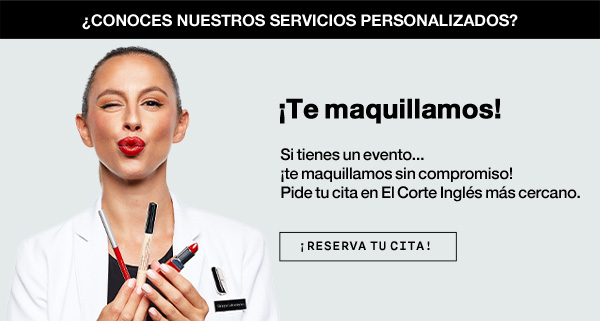 ¿CONOCES NUESTROS SERVICIOS PERSONALIZADOS?
¡Te maquillamos!
Si tienes un evento...
¡te maquillamos sin compromiso!
Pide tu cita en El Corte Inglés más cercano.
¡RESERVA TU CITA!